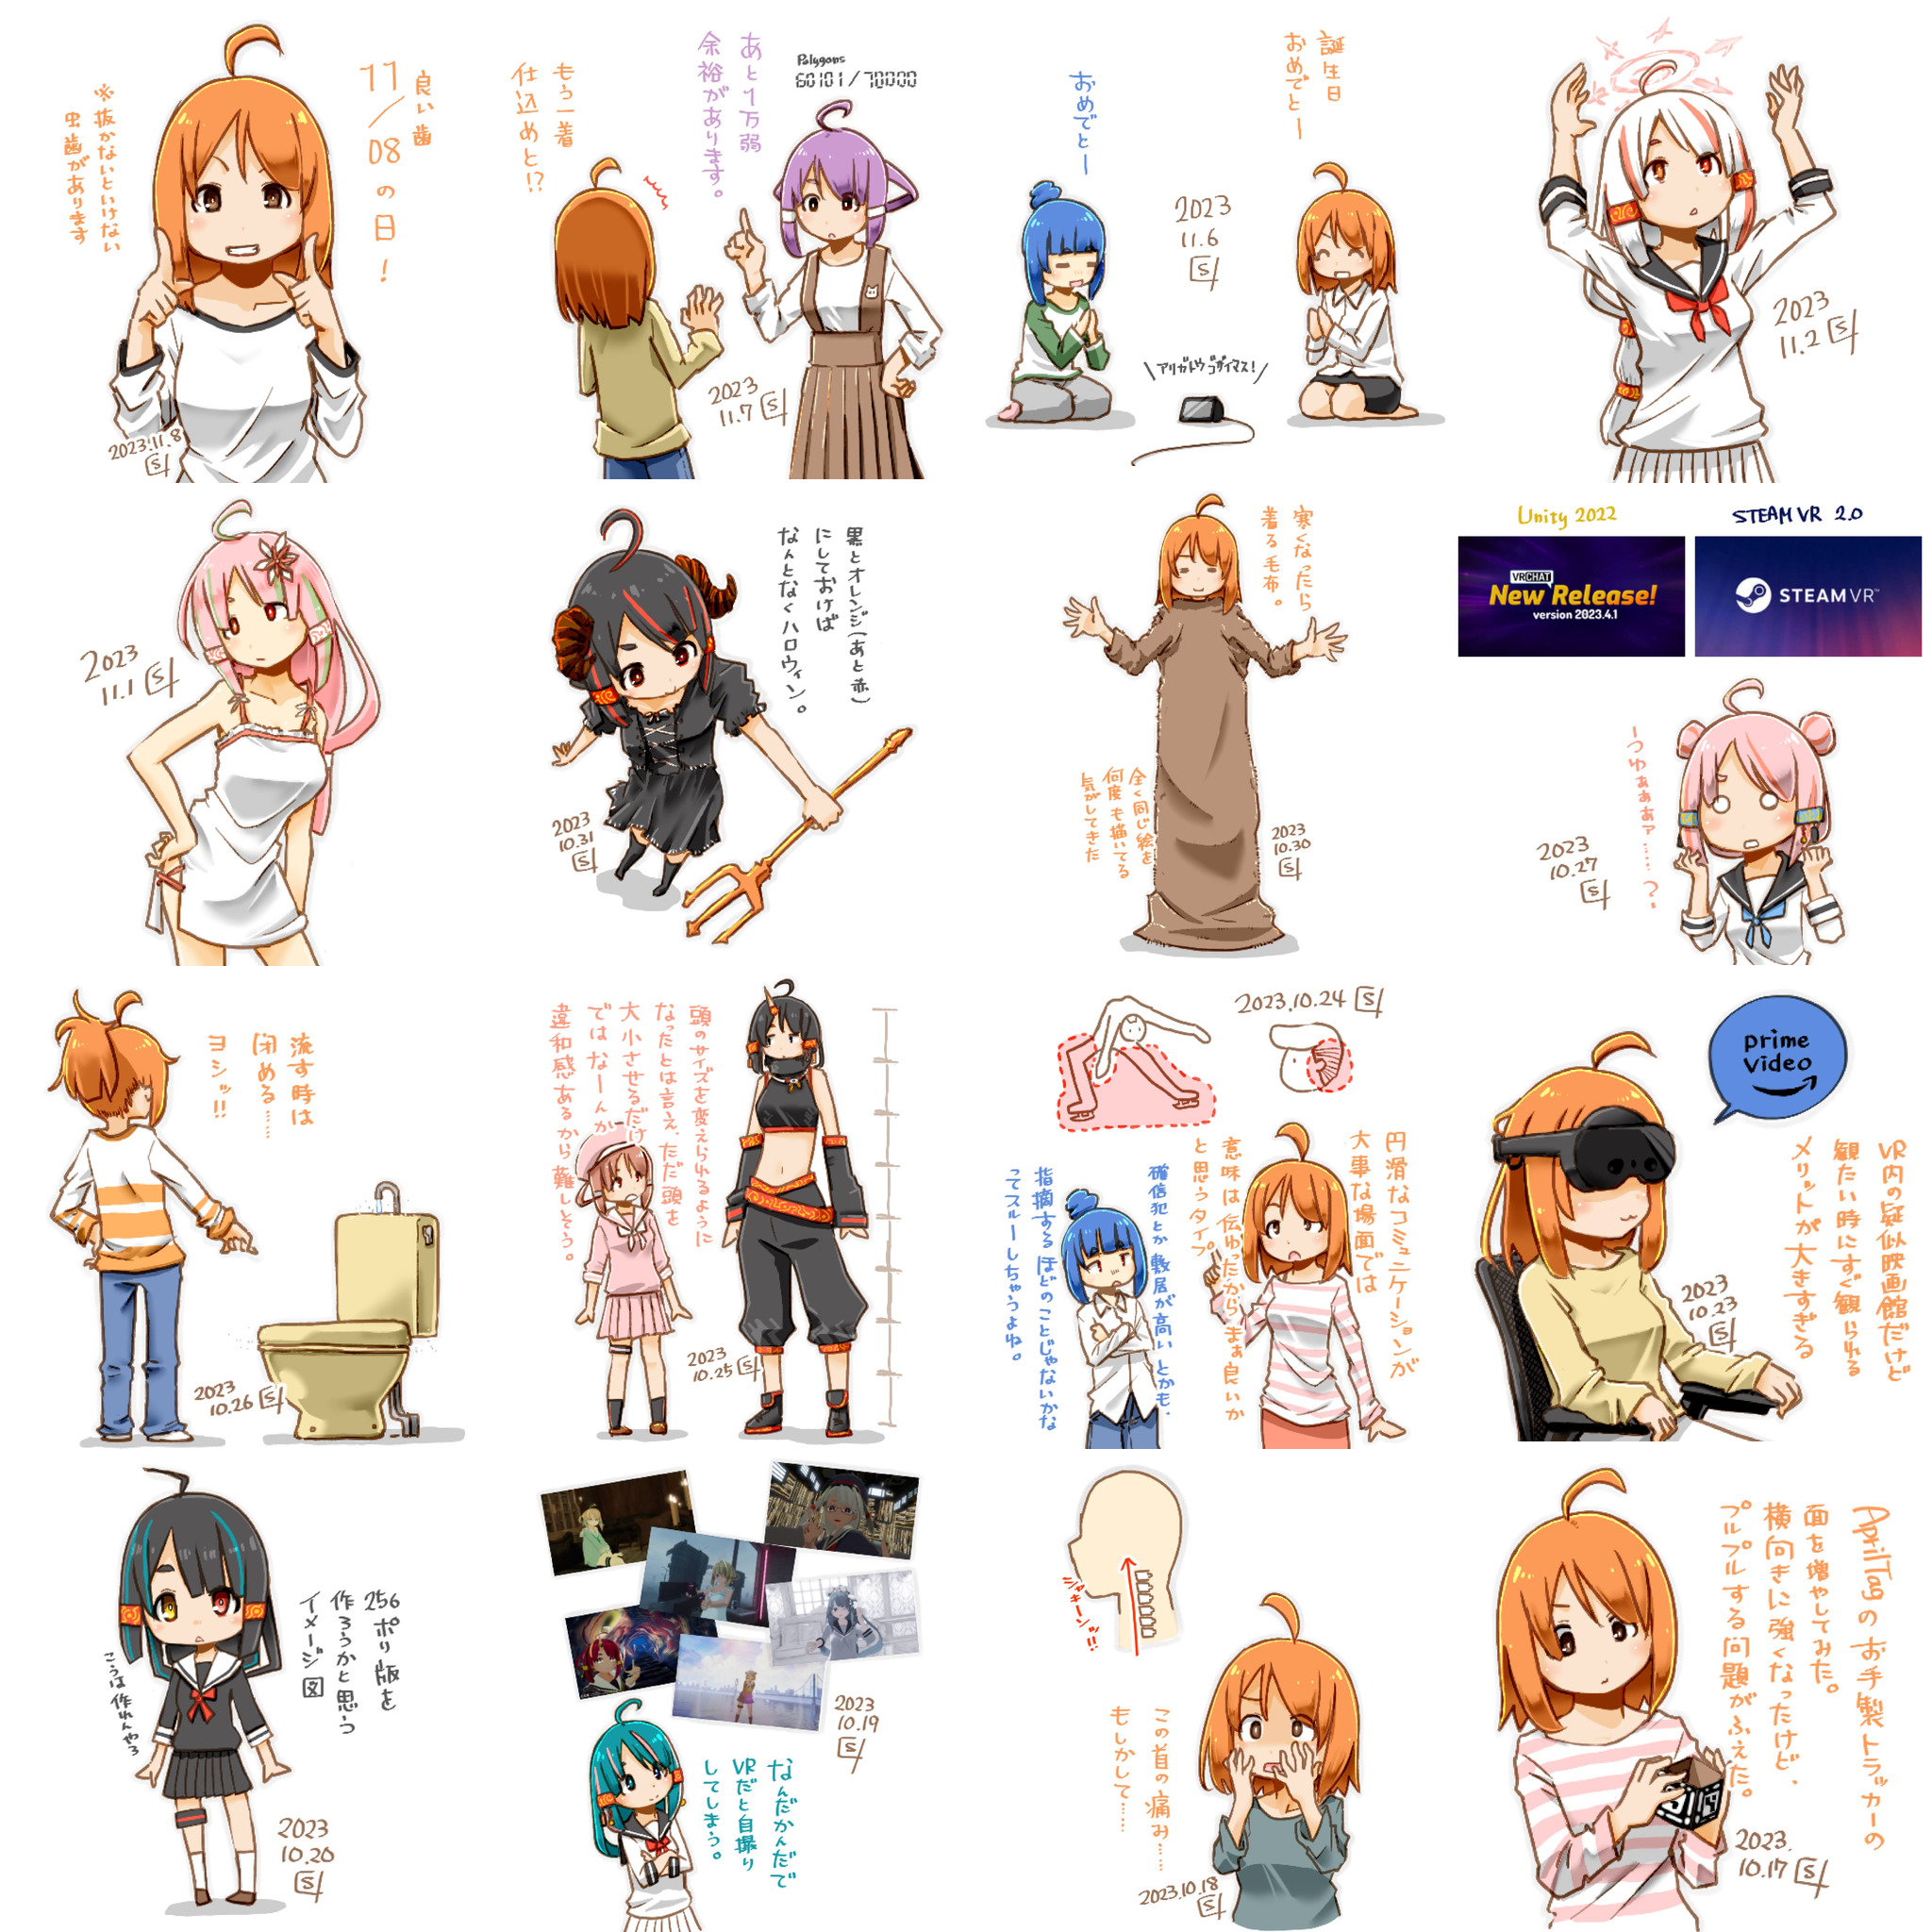 良い歯
11/08の日!
※抜かないといけない
虫歯があります
2023.11.8
Polygons
60101/70000
あと1万弱
余裕があります。
もう一着
仕込めと!?
2023
11.7
誕生日
おめでとー
おめでとー
2023
11.6
アリガトウゴザイマス!
2023
11.2
2023
11.1
黒とオレンジ(あと赤)
にしておけば
なんとなくハロウィン。
2023
10.31
寒くなったら
着る毛布。
全く同じ絵を
何度も描いてる
気がしてきた
2023
10.30
Unity 2022
STEAM VR 2.0
VRCHAT
New Release!
version 2023.4.1
STEAMVR™
ーつゆぁぁぁァ……?
2023
10.27
流す時は
閉める……
ヨシッ!!
2023
10.26
頭のサイズを変えられるように
なったとは言え、ただ頭を
大小させるだけ
ではなーんか
違和感あるから難しそう。
2023
10.25
2023.10.24
円滑なコミュニケーションが
大事な場面では
意味は伝わったからまぁ良いか
と思うタイプ
確信犯とか敷居が高いとかも、
指摘するほどのことじゃないかな
ってスルーしちゃうよね。
prime
video
VR内の疑似映画館だけど
観たい時にすぐ観られる
メリットが大きすぎる
2023
10.23
256ポリ版を
作ろうかと思う
イメージ図
こうは作れんやろ
2023
10.20
2023
10.19
なんだかんだで
VRだと自撮り
してしまう。
シャキーンッ!!
この首の痛み……
もしかして……
2023.10.18
AprilTagのお手製トラッカーの
面を増やしてみた。
横向きに強くなったけど、
プルプルする問題がふえた。
2023.
10.17